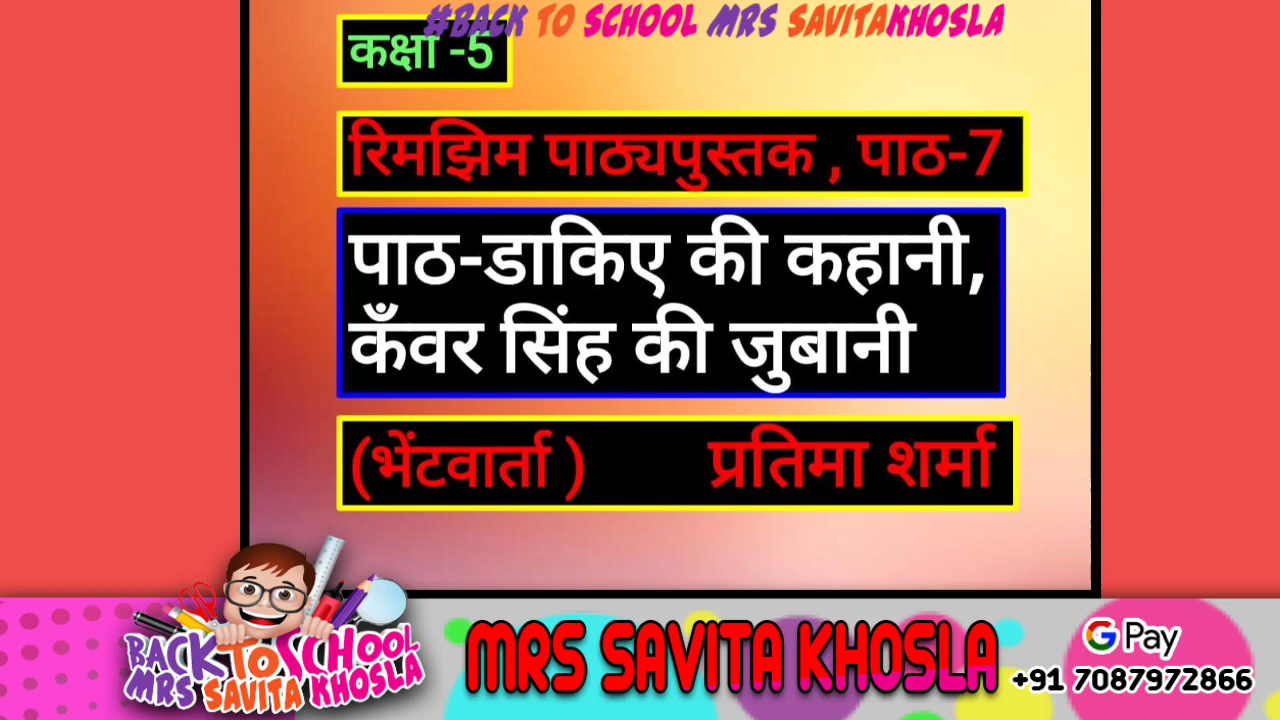 #BACK TO SCHOOL MRS SAVITAKHOSLA
कक्षा -5
रिमझिम पाठ्यपुस्तक , पाठ-7
पाठ-डाकिए की कहानी,
कँवर सिंह की जुबानी
(भेंटवार्ता ) प्रतिमा शर्मा
BACK TO SCHOOL
MRS SAVITA KHOSLA
MRS SAVITA KHOSLA
G Pay
+91 7087972866